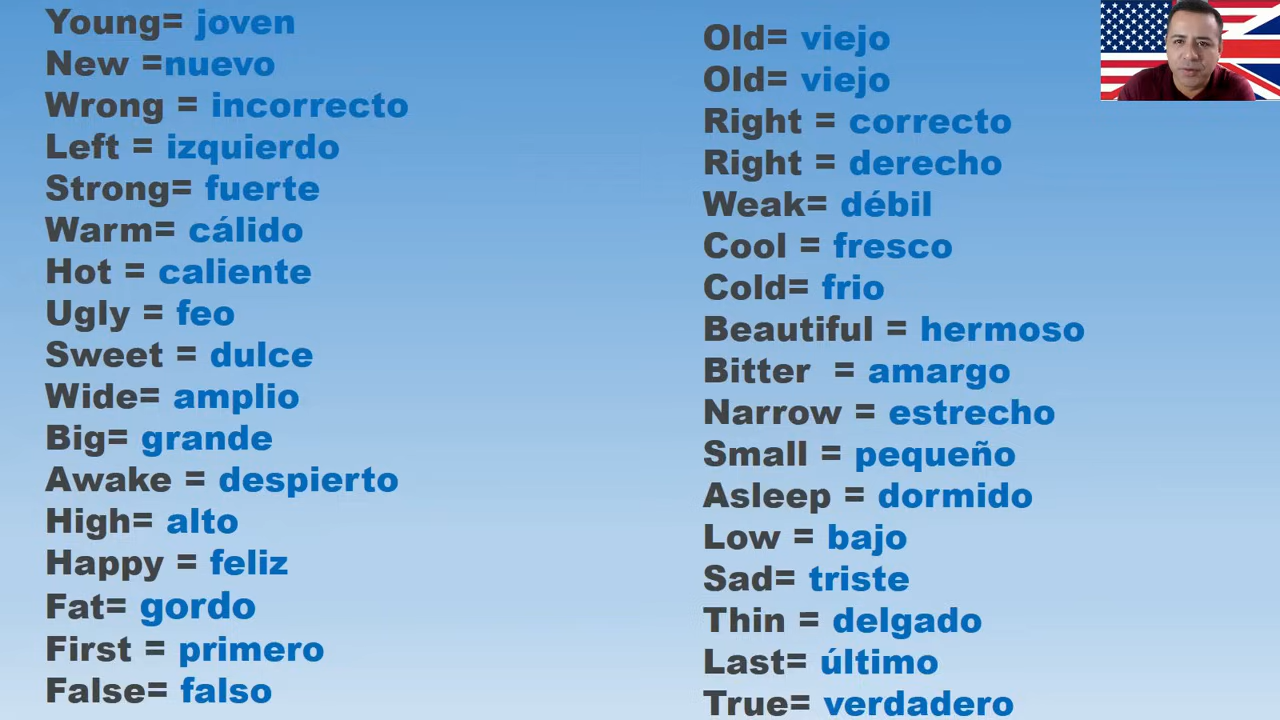 Young= joven
New =nuevo
Wrong = incorrecto
Left = izquierdo
Strong= fuerte
Warm= cálido
Hot = caliente
Ugly = feo
Sweet = dulce
Wide= amplio
Big= grande
Awake = despierto
High= alto
Happy = feliz
Fat= gordo
First = primero
False= falso
Old= viejo
Old= viejo
Right = correcto
Right = derecho
Weak= débil
Cool = fresco
Cold= frio
Beautiful = hermoso
Bitter = amargo
Narrow = estrecho
Small = pequeño
Asleep = dormido
Low = bajo
Sad= triste
Thin = delgado
Last= último
True= verdadero